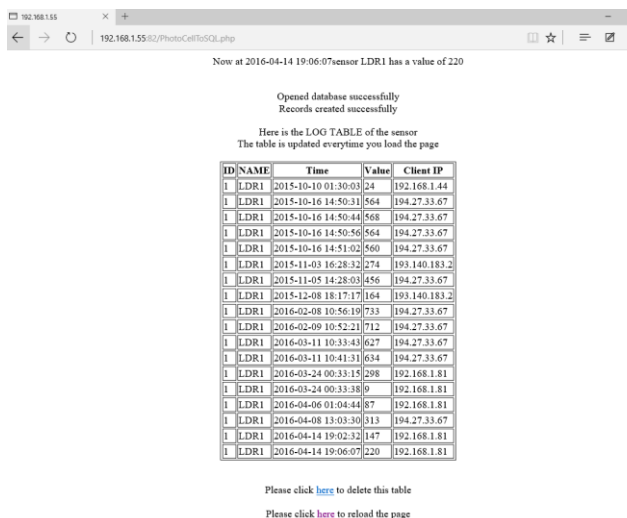 192.168.1.55
192.168.1.55:82/PhotoCellToSQL.php
Now at 2016-04-14 19:06:07sensor LDR1 has a value of 220
Opened database successfully
Records created successfully
Here is the LOG TABLE of the sensor
The table is updated everytime you load the page
ID NAME Time Value Client IP
1 LDR1 2015-10-10 01:30:03 24 192.168.1.44
1 LDR1 2015-10-16 14:50:31 564 194.27.33.67
1 LDR1 2015-10-16 14:50:44 568 194.27.33.67
1 LDR1 2015-10-16 14:50:56 564 194.27.33.67
1 LDR1 2015-10-16 14:51:02 560 194.27.33.67
1 LDR1 2015-11-03 16:28:32 274 193.140.183.2
1 LDR1 2015-11-05 14:28:03 456 194.27.33.67
1 LDR1 2015-12-08 18:17:17 164 193.140.183.2
1 LDR1 2016-02-08 10:56:19 733 194.27.33.67
1 LDR1 2016-02-09 10:52:21 712 194.27.33.67
1 LDR1 2016-03-11 10:33:43 627 194.27.33.67
1 LDR1 2016-03-11 10:41:31 634 194.27.33.67
1 LDR1 2016-03-24 00:33:15 298 192.168.1.81
1 LDR1 2016-03-24 00:33:38 9 192.168.1.81
1 LDR1 2016-04-06 01:04:44 87 192.168.1.81
1 LDR1 2016-04-08 13:03:30 313 194.27.33.67
1 LDR1 2016-04-14 19:02:32 147 192.168.1.81
1 LDR1 2016-04-14 19:06:07 220 192.168.1.81
Please click here to delete this table
Please click here to reload the page